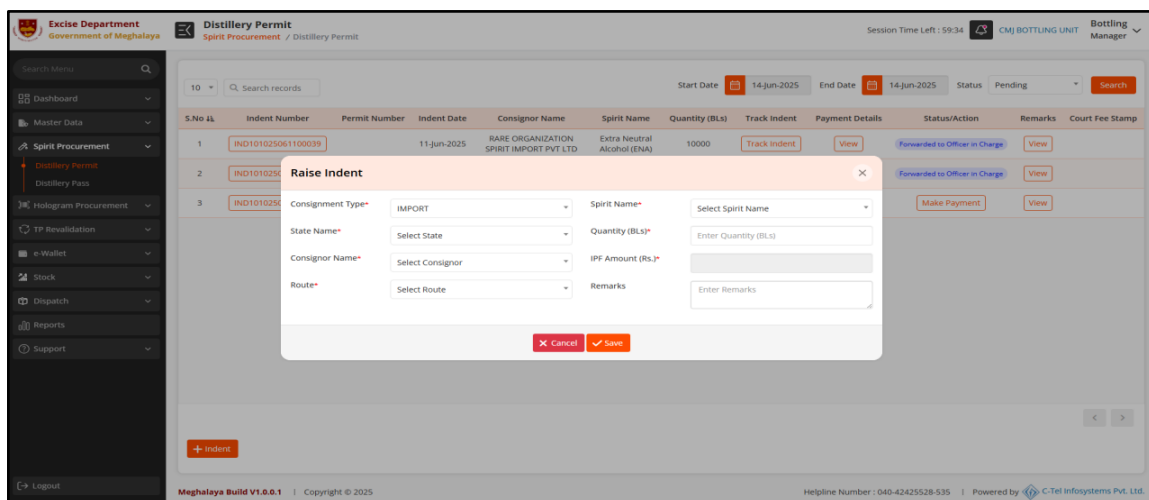 Excise Department
Government of Meghalaya
Distillery Permit
Spirit Procurement / Distillery Permit
Session Time Left : 59:34
CMJ BOTTLING UNIT
Bottling
Manager
Search Menu
Dashboard
Master Data
Spirit Procurement
Distillery Permit
Distillery Pass
Hologram Procurement
TP Revalidation
e-Wallet
Stock
Dispatch
Reports
Support
Logout
10
Search records
Start Date 14-Jun-2025 End Date 14-Jun-2025 Status Pending Search
S.No Indent Number Permit Number Indent Date Consignor Name Spirit Name Quantity (BLs) Track Indent Payment Details Status/Action Remarks Court Fee Stamp
1 IND101025061100039 11-Jun-2025 RARE ORGANIZATION SPIRIT IMPORT PVT LTD Extra Neutral Alcohol (ENA) 10000 Track Indent View Forwarded to Officer in Charge View
2 IND101025 Forwarded to Officer in Charge View
3 IND101025 Make Payment View
Raise Indent
Consignment Type* IMPORT
Spirit Name* Select Spirit Name
State Name* Select State
Quantity (BLs)* Enter Quantity (BLs)
Consignor Name* Select Consignor
IPF Amount (Rs.)*
Route* Select Route
Remarks Enter Remarks
Cancel
Save
+ Indent
Meghalaya Build V1.0.0.1 | Copyright © 2025
Helpline Number : 040-42425528-535 | Powered by C-Tel Infosystems Pvt. Ltd.